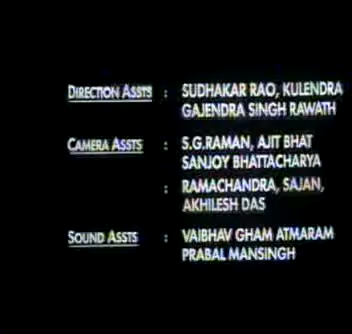 DIRECTION ASSTS : SUDHAKAR RAO, KULENDRA
GAJENDRA SINGH RAWATH
CAMERA ASSTS : S.G.RAMAN, AJIT BHAT
SANJOY BHATTACHARYA
: RAMACHANDRA, SAJAN,
AKHILESH DAS
SOUND ASSTS : VAIBHAV GHAM ATMARAM
PRABAL MANSINGH